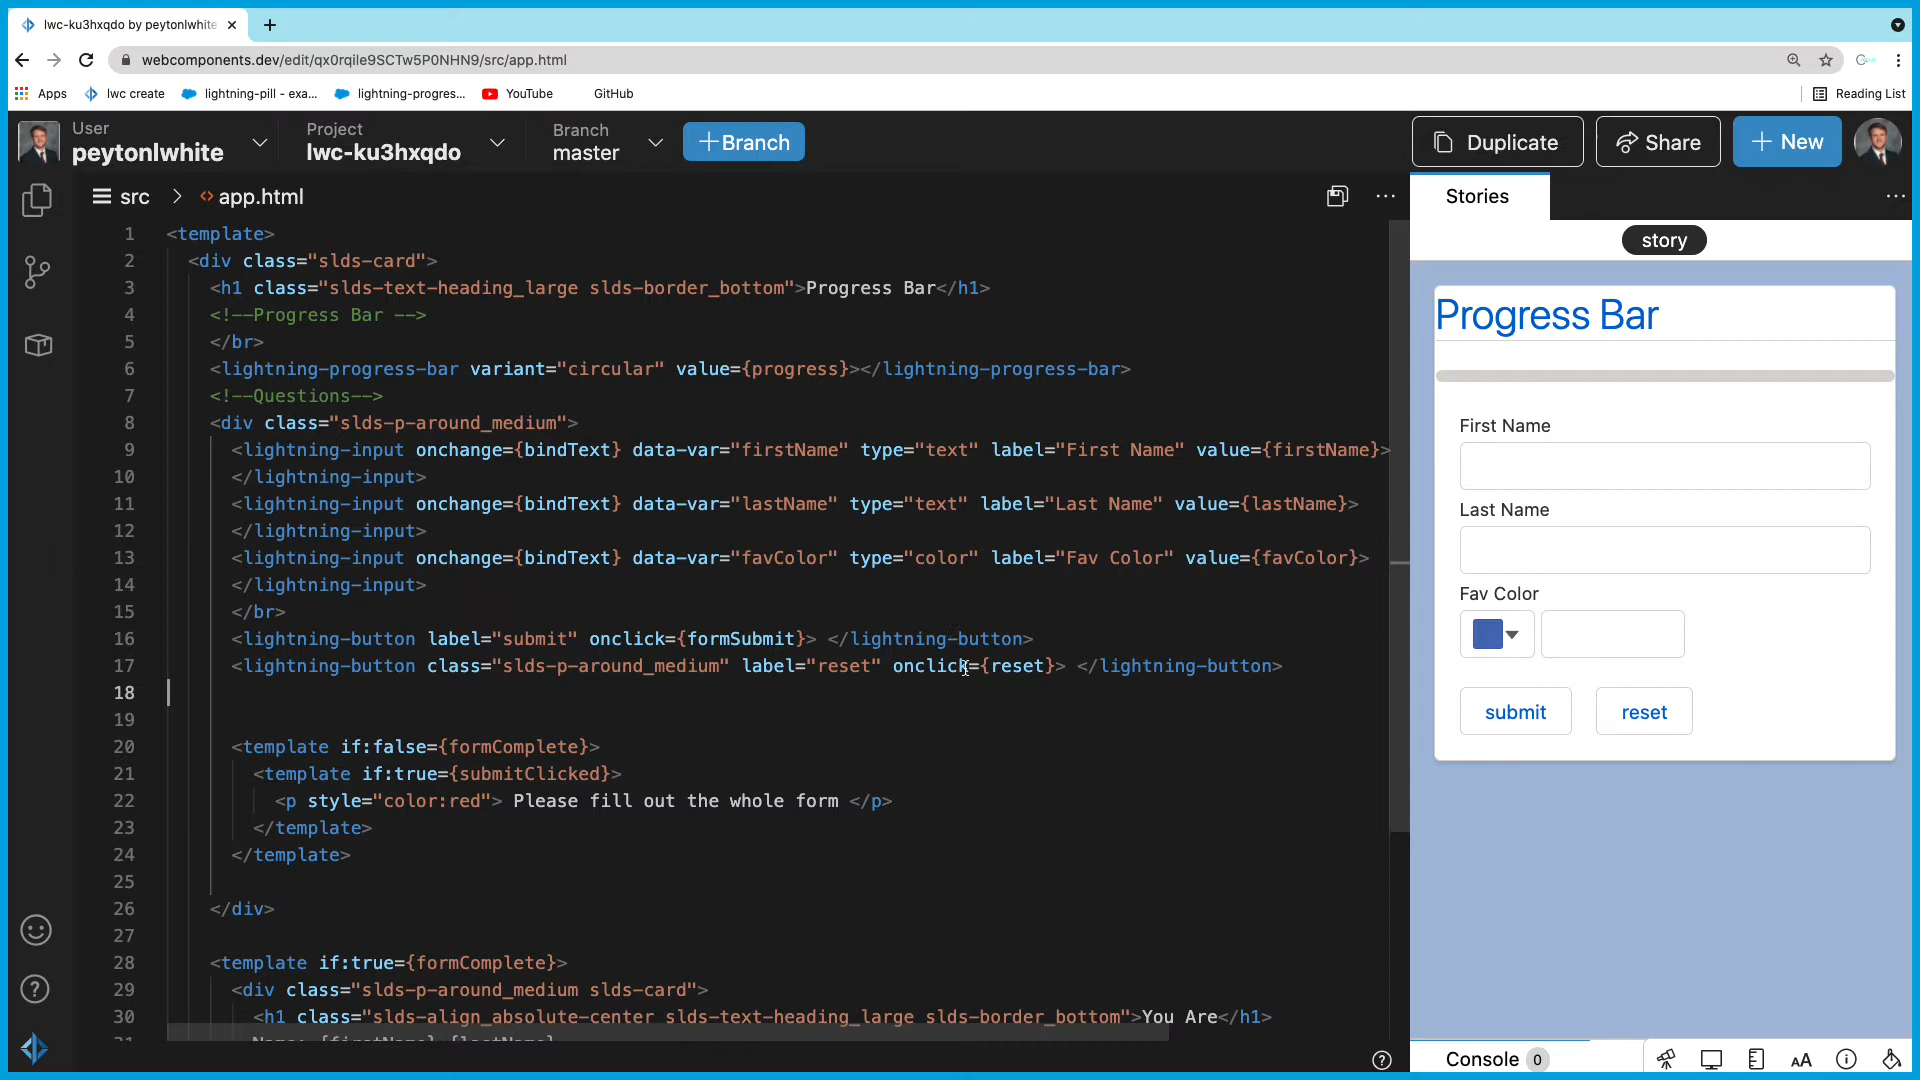 lwc-ku3hxqdo by peytonlwhite
webcomponents.dev/edit/qx0rqile9SCTw5P0NHN9/src/app.html
Apps lwc create lightning-pill - exa... lightning-progres... YouTube GitHub Reading List
User
peytonlwhite
Project
lwc-ku3hxqdo
Branch
master
+Branch
Duplicate
Share
+ New
src > <> app.html
Stories
story
1 <template>
2 <div class="slds-card">
3 <h1 class="slds-text-heading_large slds-border_bottom">Progress Bar</h1>
4 <!--Progress Bar -->
5 </br>
6 <lightning-progress-bar variant="circular" value={progress}></lightning-progress-bar>
7 <!--Questions-->
8 <div class="slds-p-around_medium">
9 <lightning-input onchange={bindText} data-var="firstName" type="text" label="First Name" value={firstName}>
10 </lightning-input>
11 <lightning-input onchange={bindText} data-var="lastName" type="text" label="Last Name" value={lastName}>
12 </lightning-input>
13 <lightning-input onchange={bindText} data-var="favColor" type="color" label="Fav Color" value={favColor}>
14 </lightning-input>
15 </br>
16 <lightning-button label="submit" onclick={formSubmit}> </lightning-button>
17 <lightning-button class="slds-p-around_medium" label="reset" onclick={reset}> </lightning-button>
18
19
20 <template if:false={formComplete}>
21 <template if:true={submitClicked}>
22 <p style="color:red"> Please fill out the whole form </p>
23 </template>
24 </template>
25
26 </div>
27
28 <template if:true={formComplete}>
29 <div class="slds-p-around_medium slds-card">
30 <h1 class="slds-align_absolute-center slds-text-heading_large slds-border_bottom">You Are</h1>
31 Name: {firstName} {lastName}
Progress Bar
First Name
Last Name
Fav Color
submit
reset
Console 0
AA